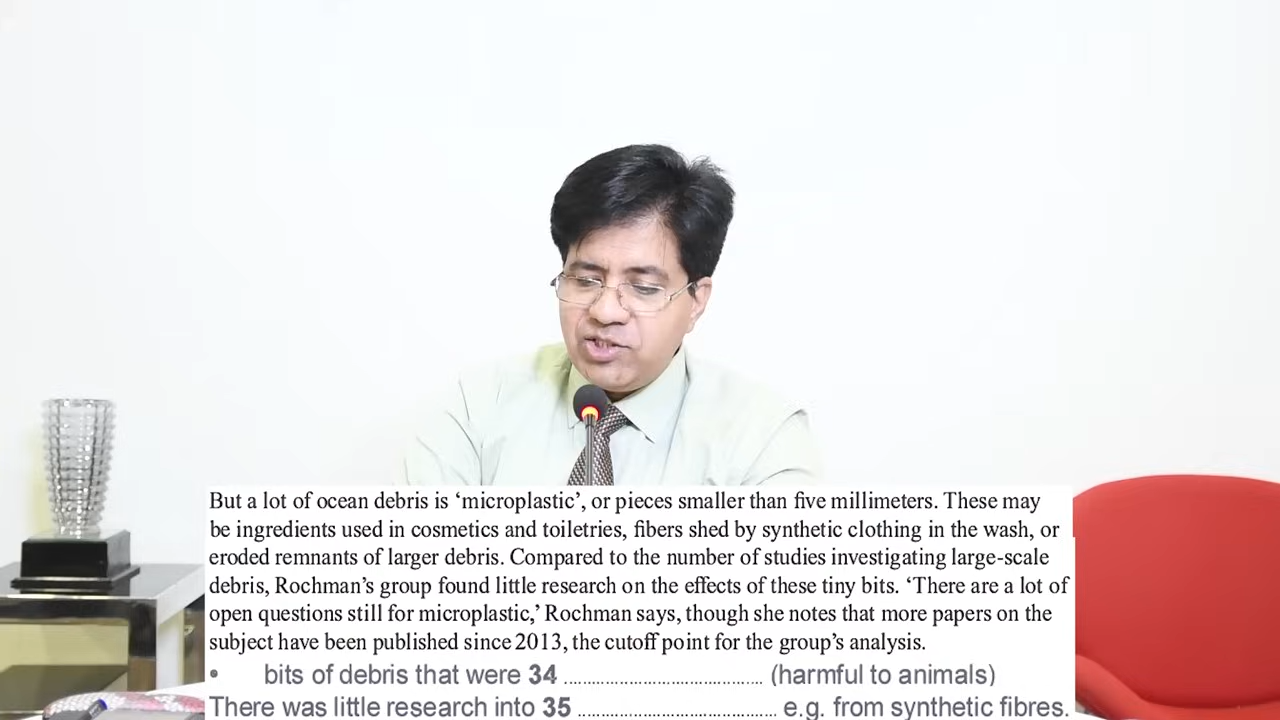 But a lot of ocean debris is ‘microplastic’, or pieces smaller than five millimeters. These may
be ingredients used in cosmetics and toiletries, fibers shed by synthetic clothing in the wash, or
eroded remnants of larger debris. Compared to the number of studies investigating large-scale
debris, Rochman’s group found little research on the effects of these tiny bits. ‘There are a lot of
open questions still for microplastic,’ Rochman says, though she notes that more papers on the
subject have been published since 2013, the cutoff point for the group’s analysis.
• bits of debris that were 34 .......................................... (harmful to animals)
There was little research into 35 .......................................... e.g. from synthetic fibres.